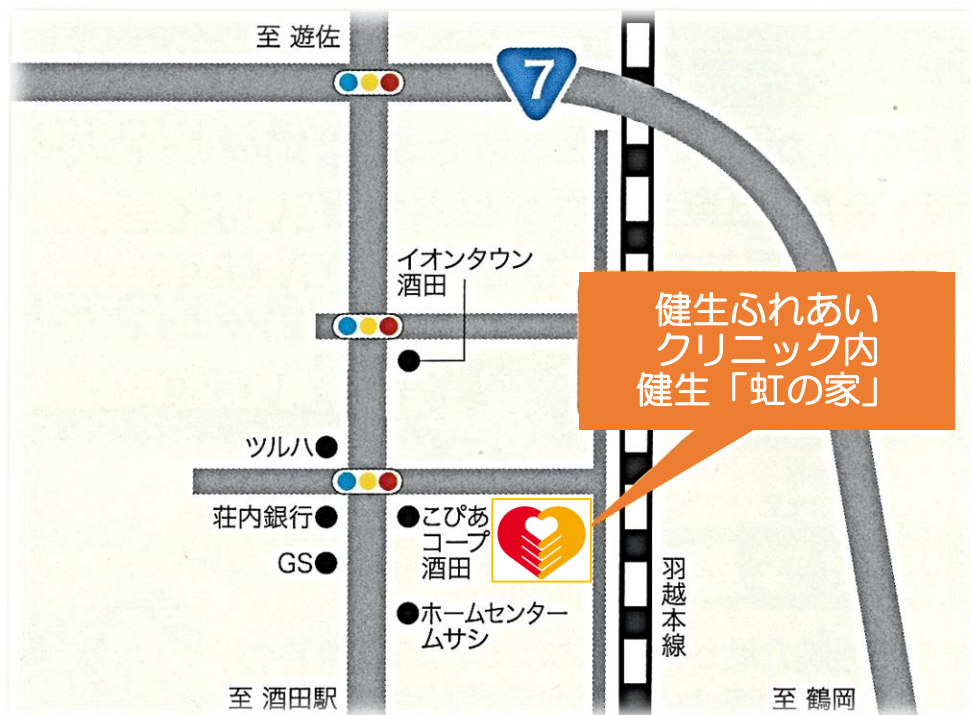 至 遊佐
7
イオンタウン
酒田
健生ふれあい
クリニック内
健生「虹の家」
ツルハ
荘内銀行
GS
こぴあ
コープ
酒田
ホームセンター
ムサシ
羽越本線
至 酒田駅
至 鶴岡